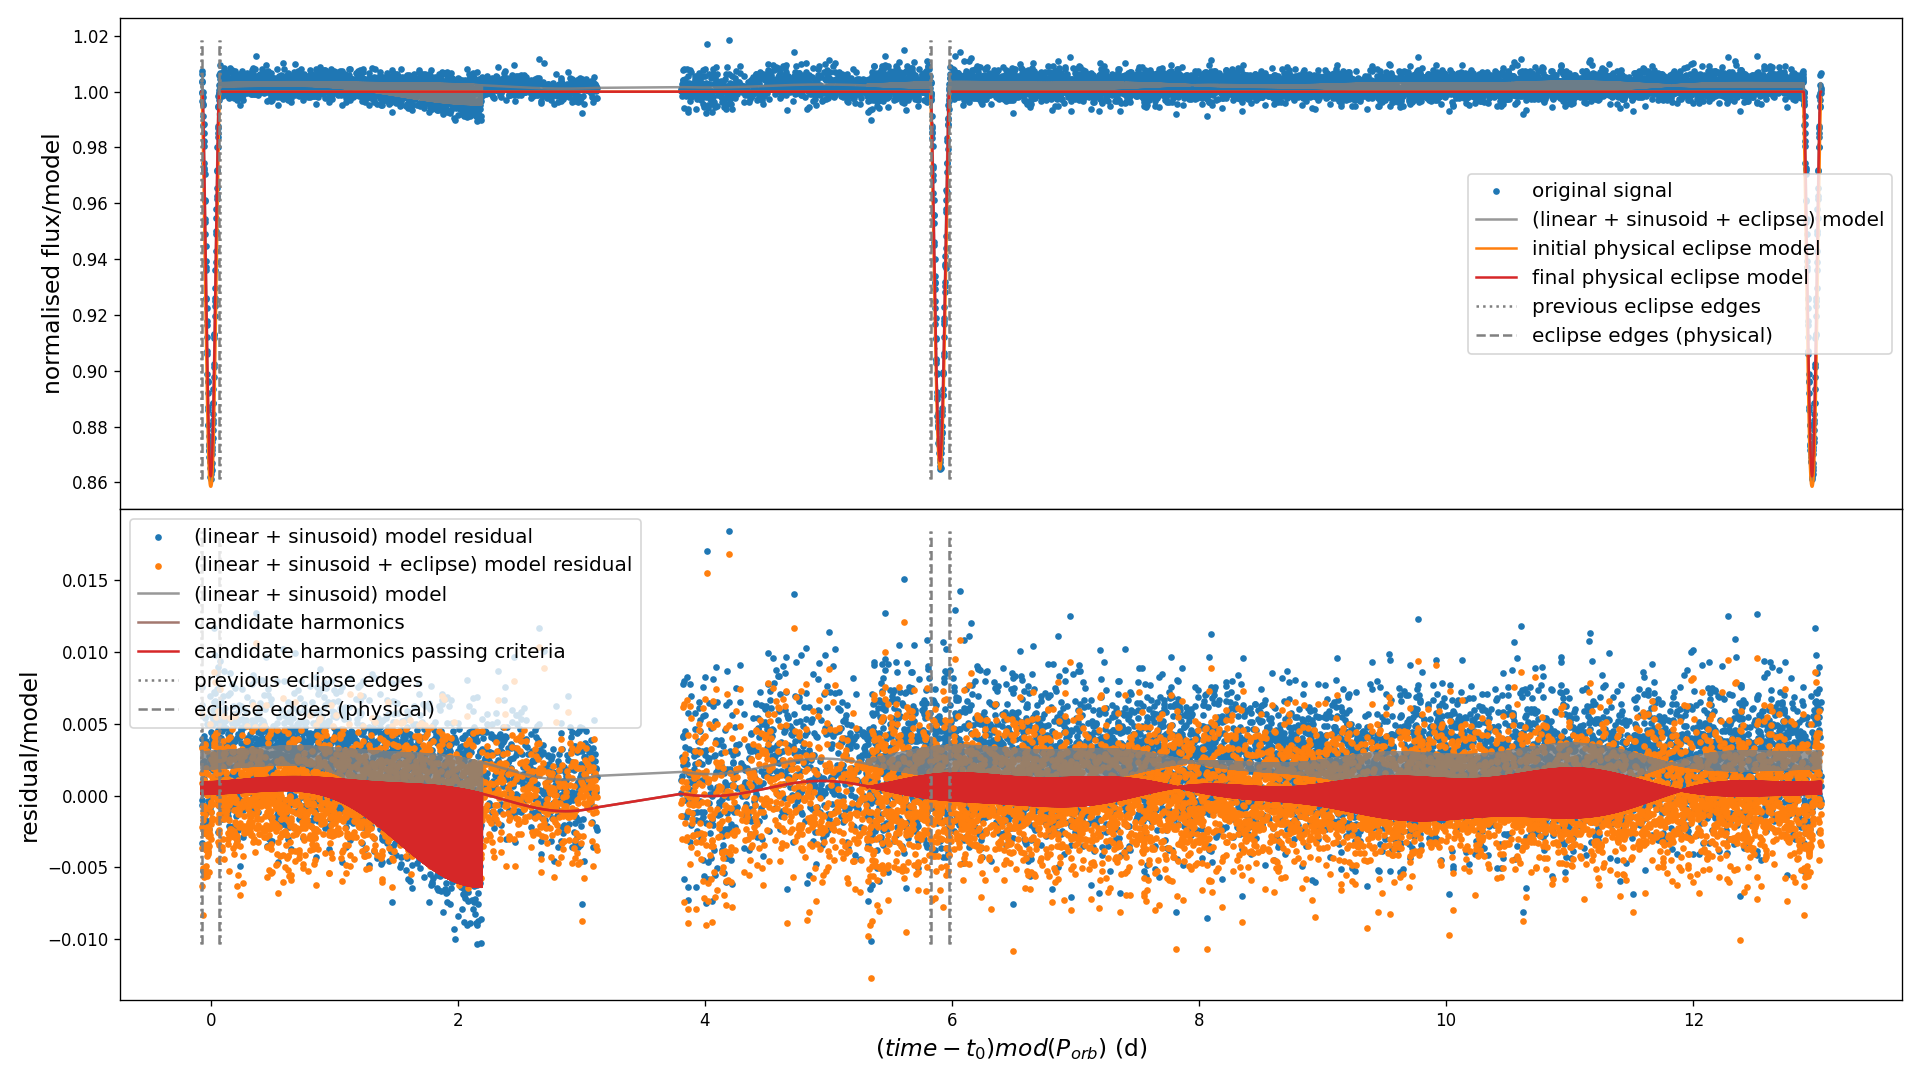 normalised flux/model
1.02
1.00
0.98
0.96
0.94
0.92
0.90
0.88
0.86
original signal
(linear + sinusoid + eclipse) model
initial physical eclipse model
final physical eclipse model
previous eclipse edges
eclipse edges (physical)
residual/model
0.015
0.010
0.005
0.000
−0.005
−0.010
(linear + sinusoid) model residual
(linear + sinusoid + eclipse) model residual
(linear + sinusoid) model
candidate harmonics
candidate harmonics passing criteria
previous eclipse edges
eclipse edges (physical)
0 2 4 6 8 10 12
(time − t₀)mod(P_orb) (d)